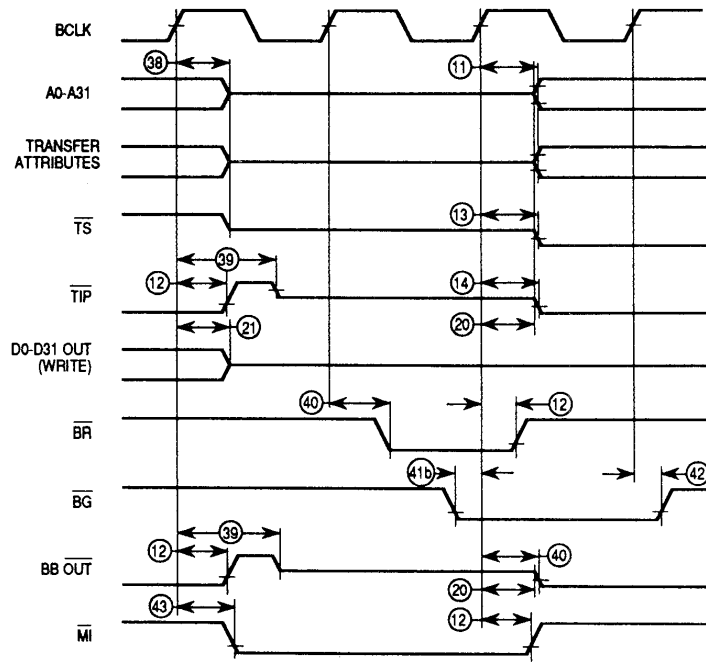 BCLK
38
11
A0-A31
TRANSFER
ATTRIBUTES
TS
13
39
12
14
TIP
21
20
D0-D31 OUT
(WRITE)
40
12
BR
41b
42
BG
39
12
40
BB OUT
20
43
12
MI